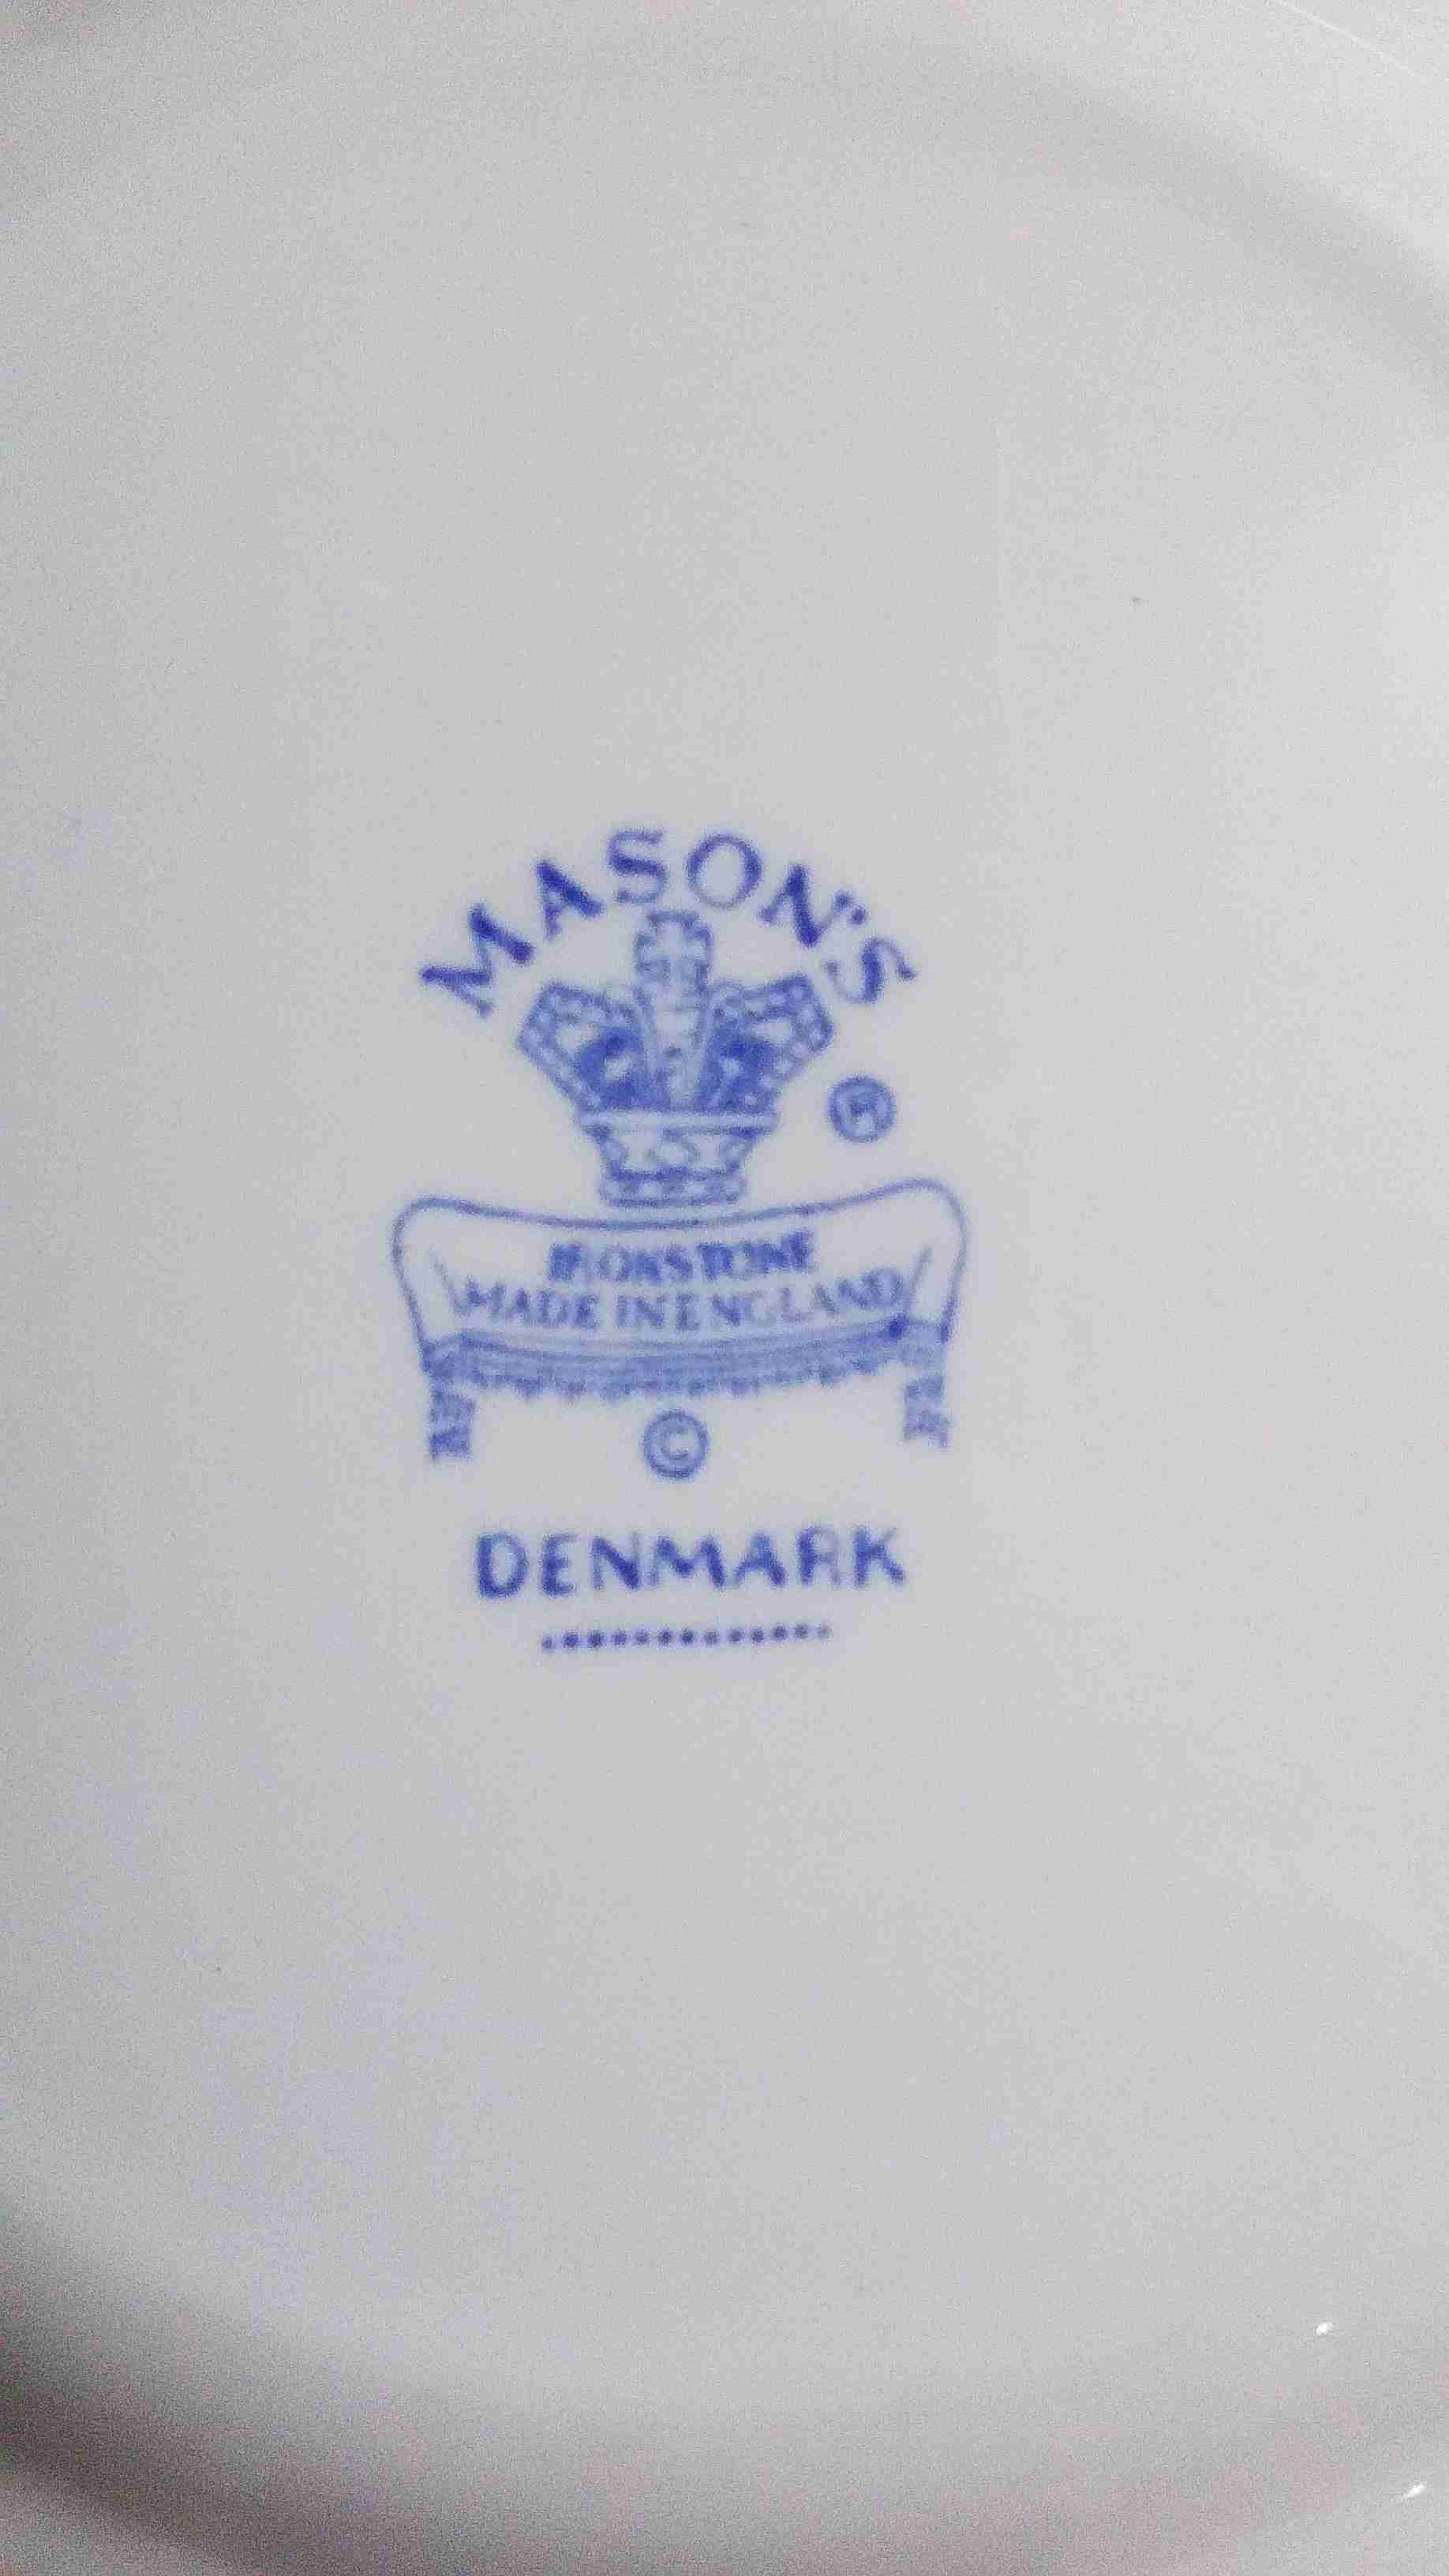 MASON'S
®
IRONSTONE
MADE IN ENGLAND
©
DENMARK